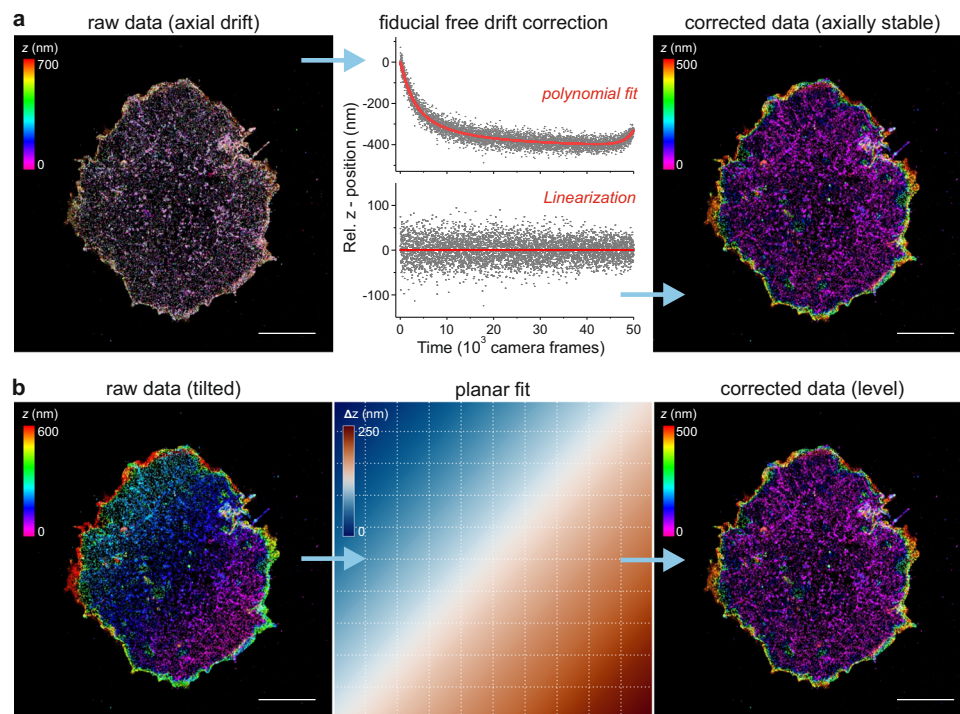 a
raw data (axial drift)
fiducial free drift correction
corrected data (axially stable)
z (nm)
700
0
0
-200
-400
polynomial fit
Rel. z - position (nm)
100
0
-100
Linearization
0
10
20
30
40
50
Time (10³ camera frames)
z (nm)
500
0
b
raw data (tilted)
planar fit
corrected data (level)
z (nm)
600
0
Δz (nm)
250
0
z (nm)
500
0